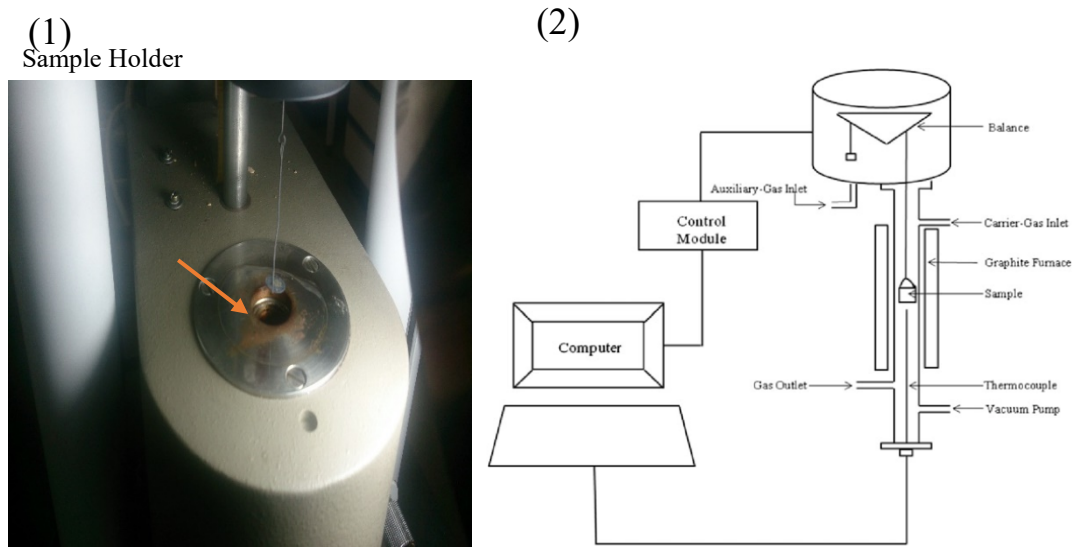 (1)
Sample Holder
(2)
Balance
Auxiliary-Gas Inlet
Control
Module
Carrier-Gas Inlet
Graphite Furnace
Sample
Computer
Gas Outlet
Thermocouple
Vacuum Pump